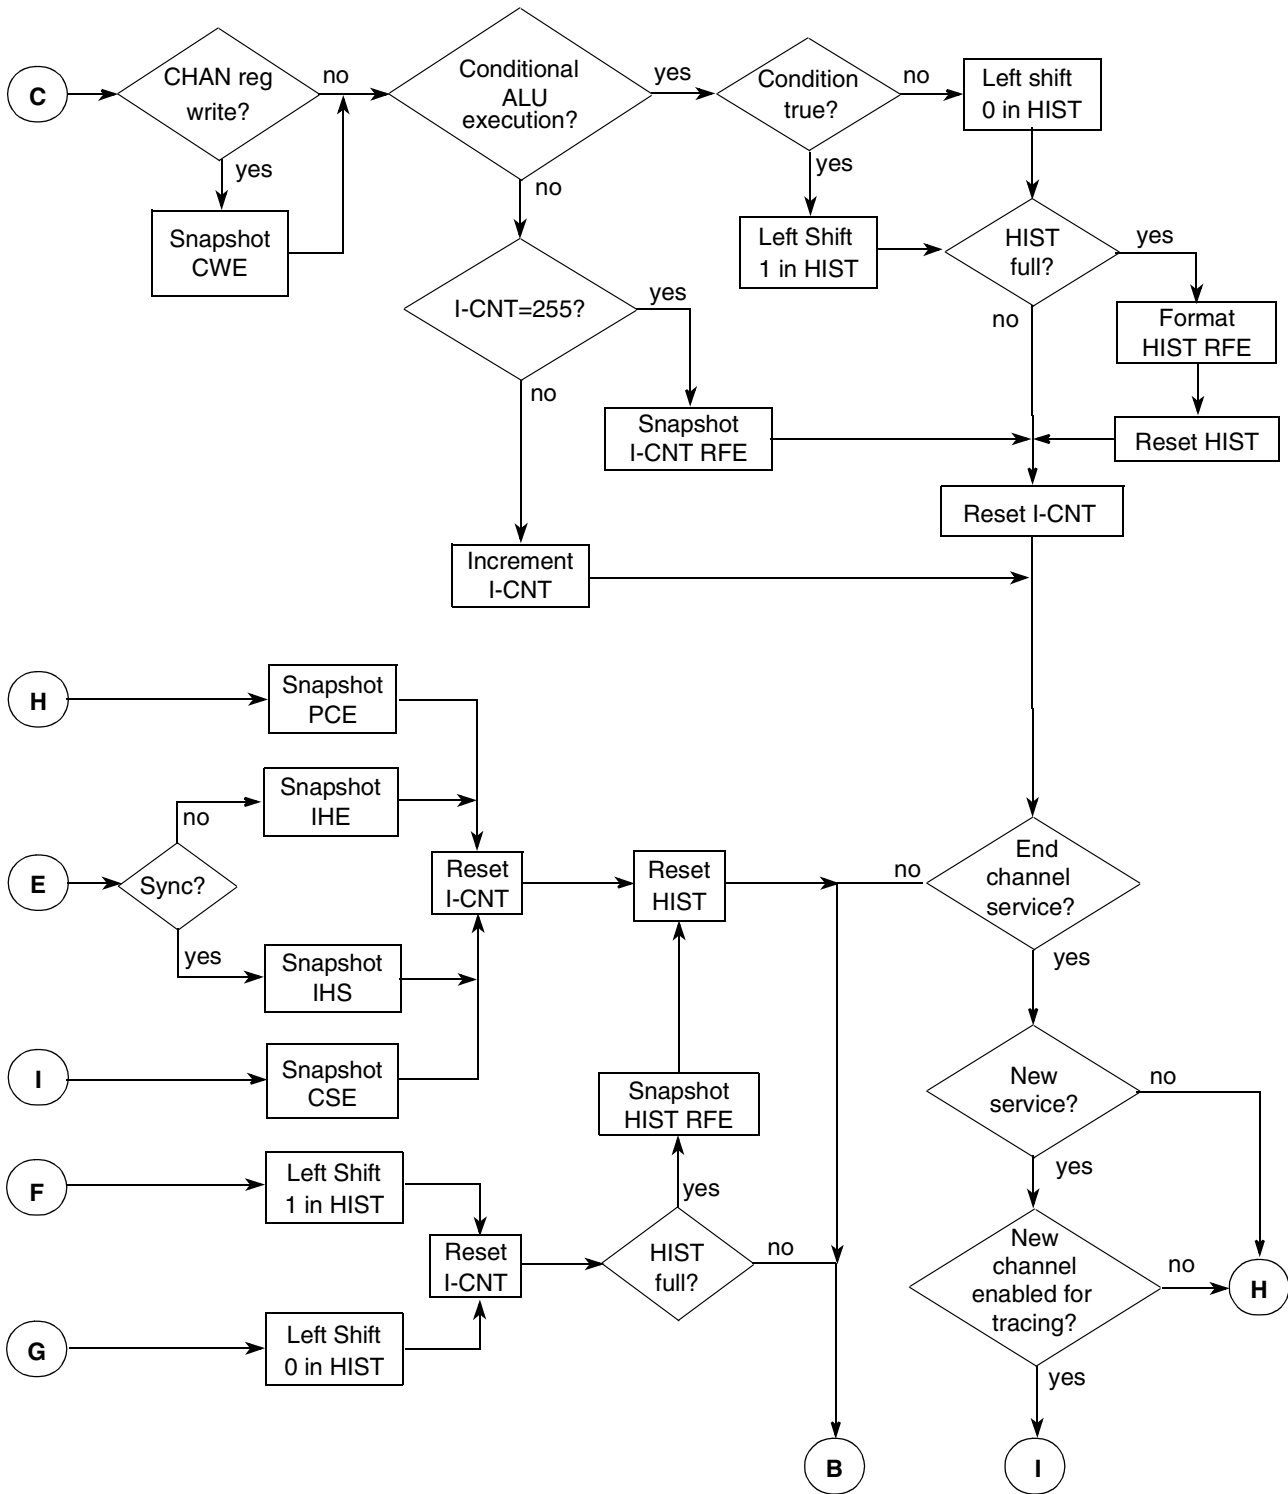 C
CHAN reg
write?
no
yes
Snapshot
CWE
Conditional
ALU
execution?
yes
no
Condition
true?
no
yes
Left shift
0 in HIST
Left Shift
1 in HIST
HIST
full?
yes
no
Format
HIST RFE
Reset HIST
I-CNT=255?
yes
no
Snapshot
I-CNT RFE
Reset I-CNT
Increment
I-CNT
H
Snapshot
PCE
E
Sync?
no
Snapshot
IHE
yes
Snapshot
IHS
I
Snapshot
CSE
Reset
I-CNT
Reset
HIST
no
End
channel
service?
yes
New
service?
no
yes
New
channel
enabled for
tracing?
no
H
yes
I
Snapshot
HIST RFE
yes
HIST
full?
no
F
Left Shift
1 in HIST
Reset
I-CNT
G
Left Shift
0 in HIST
B